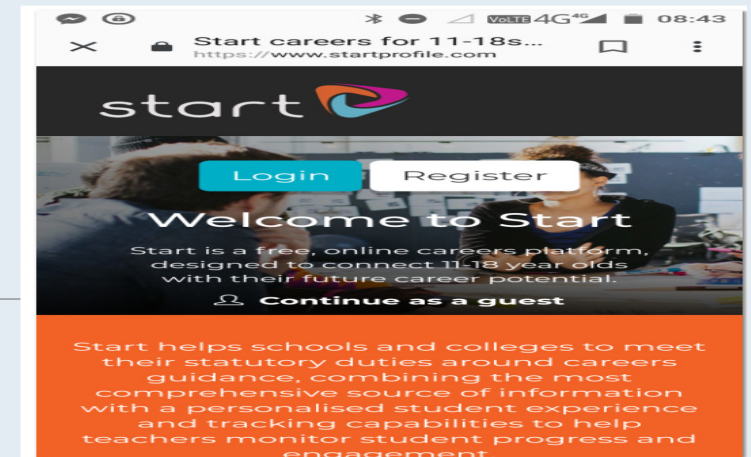 VoLTE 4G 4G 08:43
Start careers for 11-18s...
https://www.startprofile.com
start
Login Register
Welcome to Start
Start is a free, online careers platform,
designed to connect 11-18 year olds
with their future career potential.
Continue as a guest
Start helps schools and colleges to meet
their statutory duties around careers
guidance, combining the most
comprehensive source of information
with a personalised student experience
and tracking capabilities to help
teachers monitor student progress and
engagement